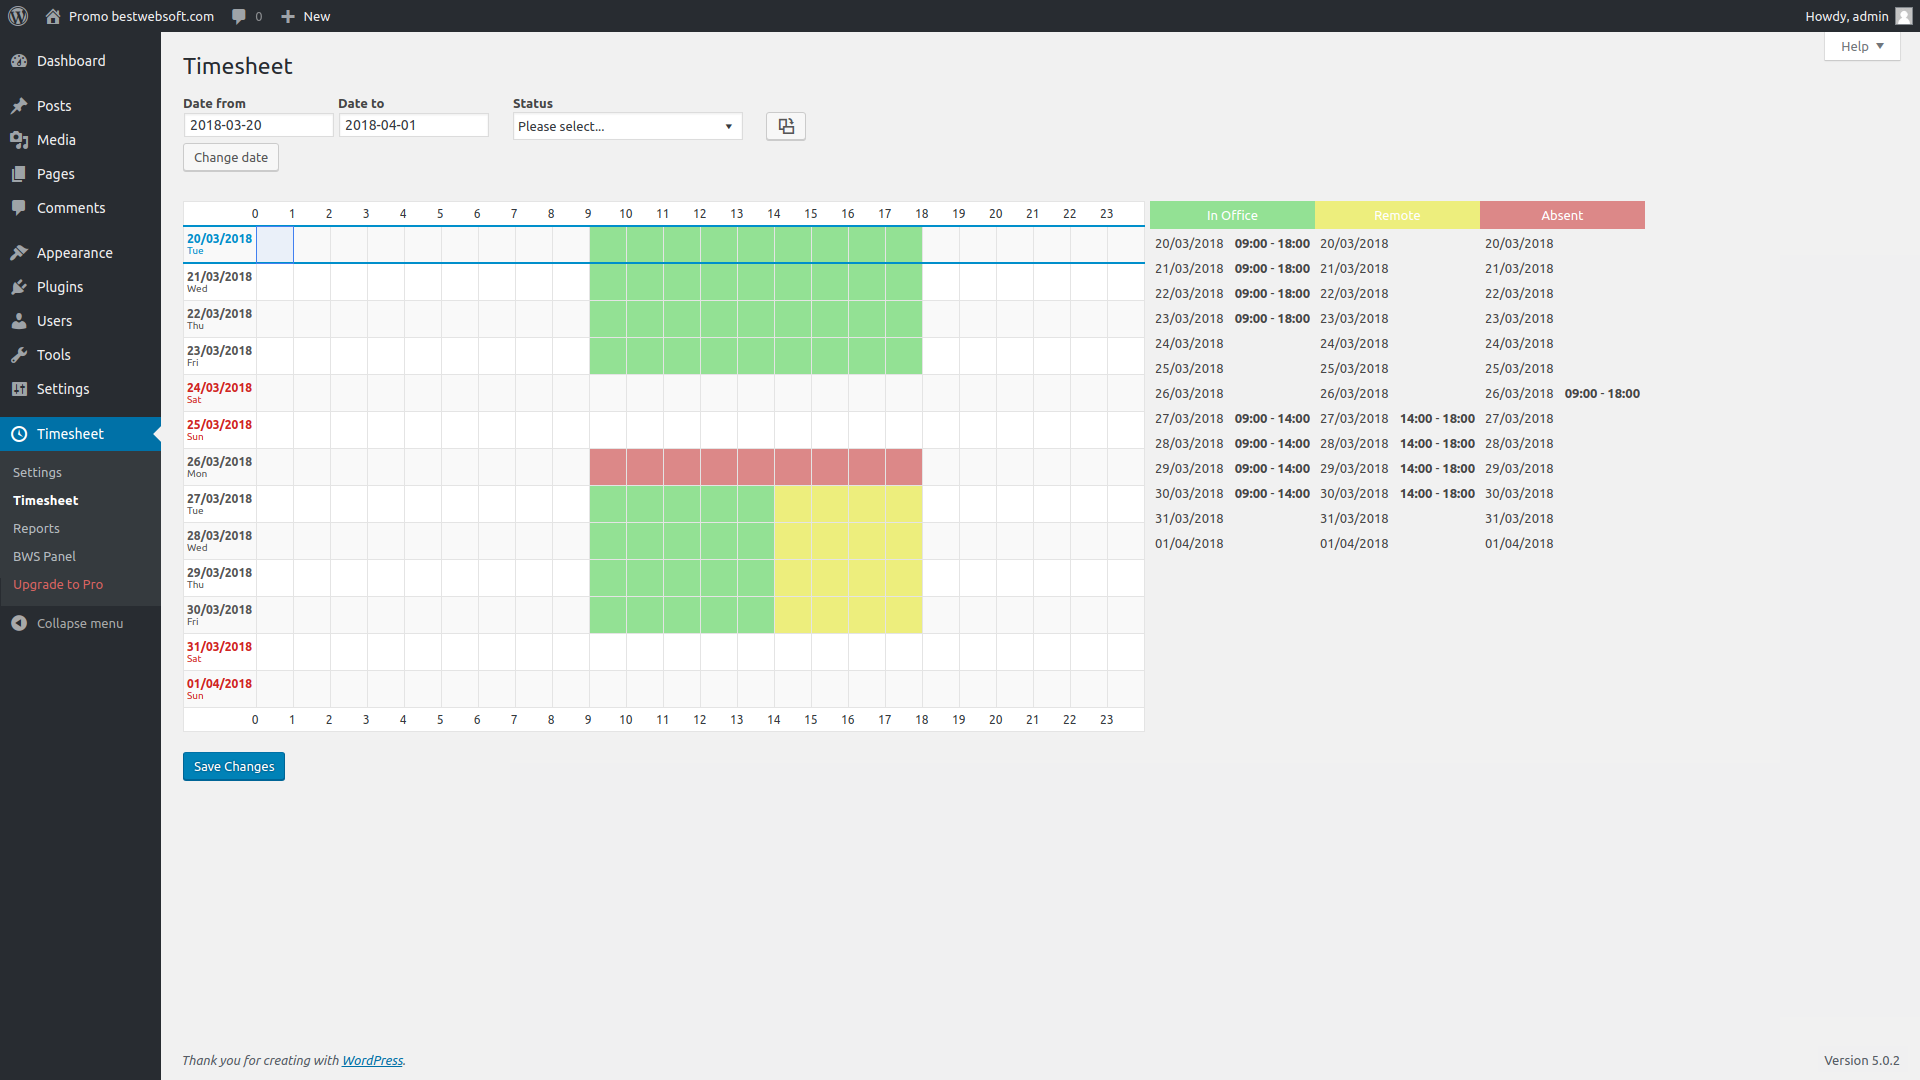 Promo bestwebsoft.com 0 New Howdy, admin
Help
Dashboard
Posts
Media
Pages
Comments
Appearance
Plugins
Users
Tools
Settings
Timesheet
Settings
Timesheet
Reports
BWS Panel
Upgrade to Pro
Collapse menu
Timesheet
Date from Date to Status
2018-03-20 2018-04-01 Please select...
Change date
0 1 2 3 4 5 6 7 8 9 10 11 12 13 14 15 16 17 18 19 20 21 22 23
20/03/2018
Tue
21/03/2018
Wed
22/03/2018
Thu
23/03/2018
Fri
24/03/2018
Sat
25/03/2018
Sun
26/03/2018
Mon
27/03/2018
Tue
28/03/2018
Wed
29/03/2018
Thu
30/03/2018
Fri
31/03/2018
Sat
01/04/2018
Sun
0 1 2 3 4 5 6 7 8 9 10 11 12 13 14 15 16 17 18 19 20 21 22 23
In Office Remote Absent
20/03/2018 09:00 - 18:00 20/03/2018 20/03/2018
21/03/2018 09:00 - 18:00 21/03/2018 21/03/2018
22/03/2018 09:00 - 18:00 22/03/2018 22/03/2018
23/03/2018 09:00 - 18:00 23/03/2018 23/03/2018
24/03/2018 24/03/2018 24/03/2018
25/03/2018 25/03/2018 25/03/2018
26/03/2018 26/03/2018 26/03/2018 09:00 - 18:00
27/03/2018 09:00 - 14:00 27/03/2018 14:00 - 18:00 27/03/2018
28/03/2018 09:00 - 14:00 28/03/2018 14:00 - 18:00 28/03/2018
29/03/2018 09:00 - 14:00 29/03/2018 14:00 - 18:00 29/03/2018
30/03/2018 09:00 - 14:00 30/03/2018 14:00 - 18:00 30/03/2018
31/03/2018 31/03/2018 31/03/2018
01/04/2018 01/04/2018 01/04/2018
Save Changes
Thank you for creating with WordPress. Version 5.0.2